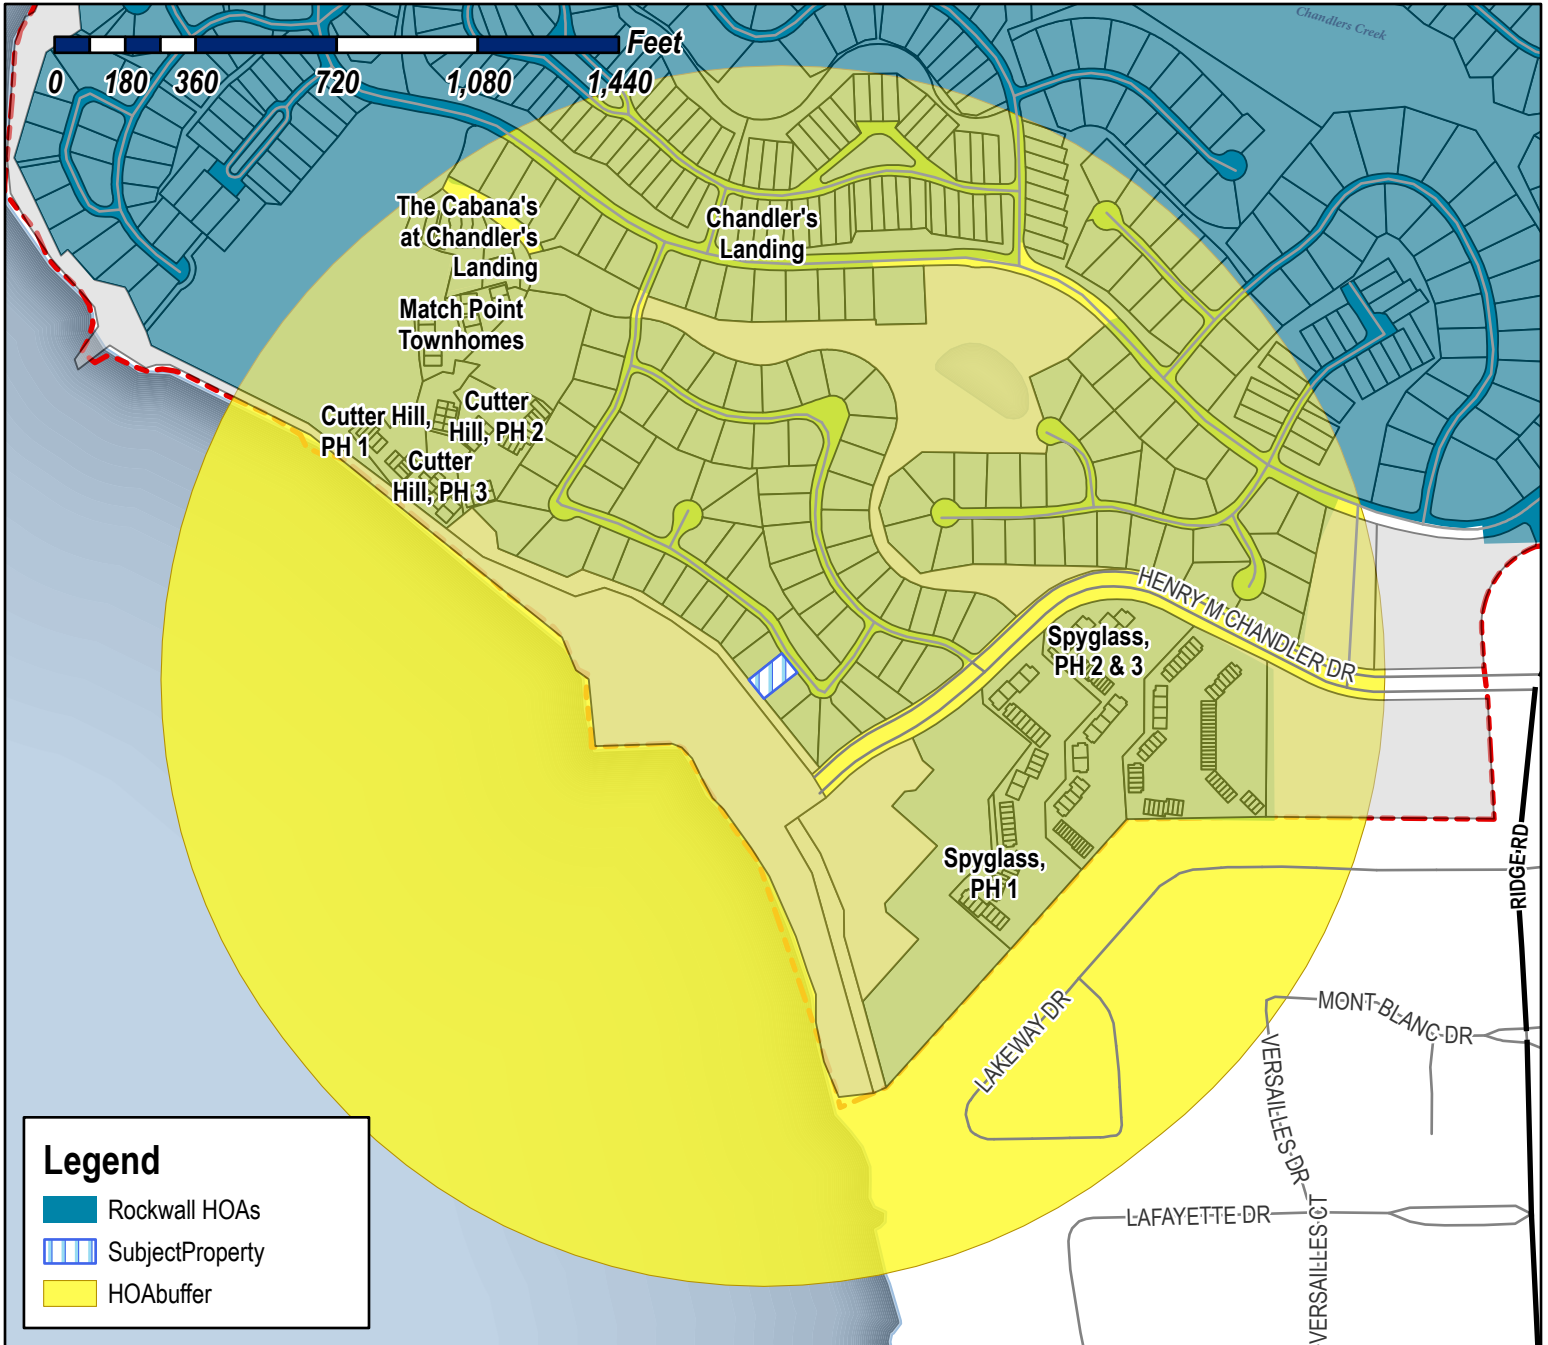 Chandlers Creek
Feet
0 180 360 720 1,080 1,440
The Cabana's
at Chandler's
Landing
Chandler's
Landing
Match Point
Townhomes
Cutter Hill,
PH 1
Cutter
Hill, PH 2
Cutter
Hill, PH 3
HENRY M CHANDLER DR
Spyglass,
PH 2 & 3
Spyglass,
PH 1
RIDGE RD
LAKEWAY DR
MONT BLANC DR
VERSAILLES DR
LAFAYETTE DR
VERSAILLES CT
Legend
Rockwall HOAs
SubjectProperty
HOAbuffer